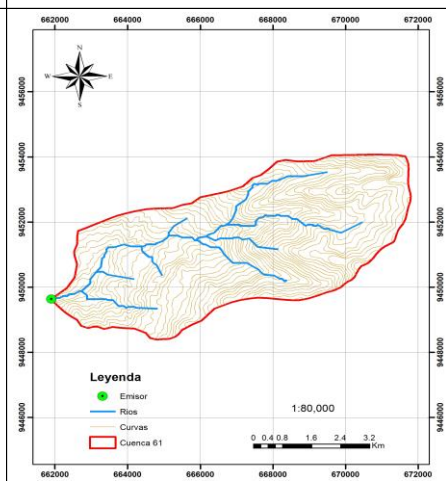 662000 664000 666000 668000 670000 672000
N
W E
S
9456000 9456000
9454000 9454000
9452000 9452000
9450000 9450000
9448000 9448000
9446000 9446000
Leyenda
Emisor
Rios
Curvas
Cuenca 61
1:80,000
0 0.4 0.8 1.6 2.4 3.2
Km
662000 664000 666000 668000 670000 672000